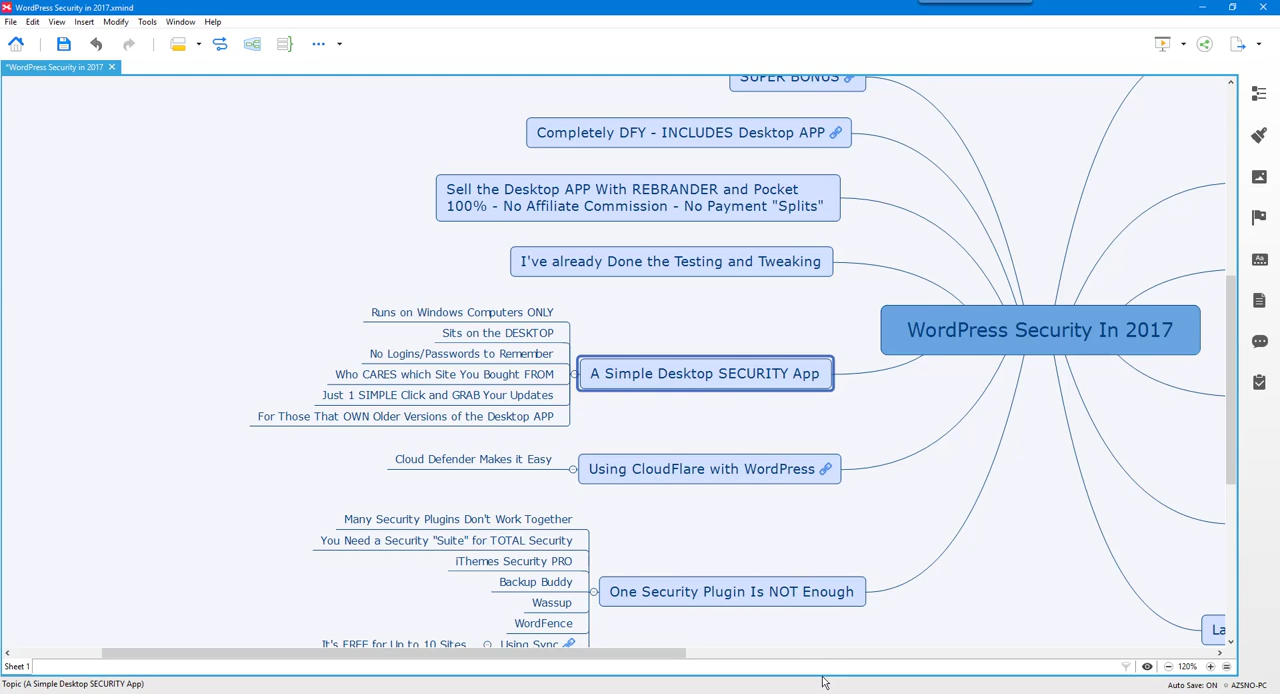 WordPress Security in 2017.xmind
File Edit View Insert Modify Tools Window Help
*WordPress Security in 2017
SUPER BONUS
Completely DFY - INCLUDES Desktop APP
Sell the Desktop APP With REBRANDER and Pocket
100% - No Affiliate Commission - No Payment "Splits"
I've already Done the Testing and Tweaking
WordPress Security In 2017
Runs on Windows Computers ONLY
Sits on the DESKTOP
No Logins/Passwords to Remember
Who CARES which Site You Bought FROM
Just 1 SIMPLE Click and GRAB Your Updates
For Those That OWN Older Versions of the Desktop APP
A Simple Desktop SECURITY App
Cloud Defender Makes it Easy
Using CloudFlare with WordPress
Many Security Plugins Don't Work Together
You Need a Security "Suite" for TOTAL Security
iThemes Security PRO
Backup Buddy
Wassup
WordFence
It's FREE for Up to 10 Sites
Using Sync
One Security Plugin Is NOT Enough
La
Aa
Sheet 1
120%
Topic (A Simple Desktop SECURITY App)
Auto Save: ON
AZSNO-PC